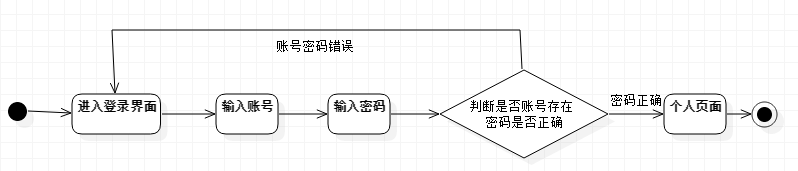 账号密码错误
进入登录界面
输入账号
输入密码
判断是否账号存在
密码是否正确
密码正确
个人页面